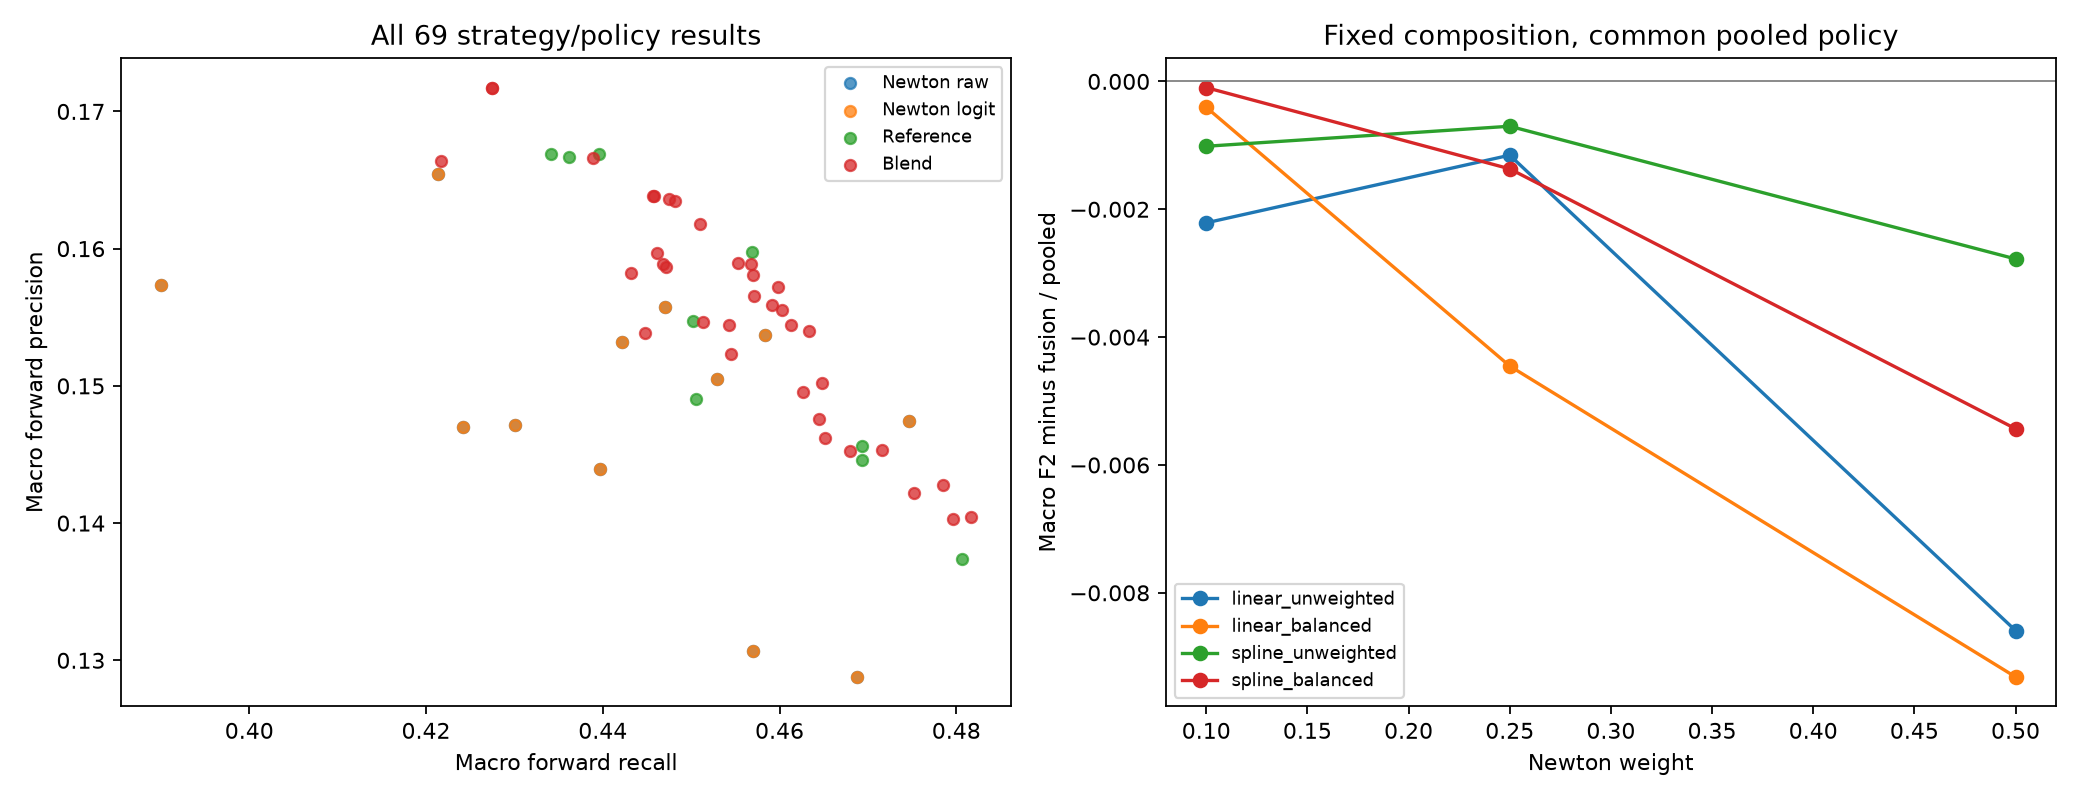 All 69 strategy/policy results
Newton raw
Newton logit
Reference
Blend
Macro forward precision
0.17
0.16
0.15
0.14
0.13
0.40 0.42 0.44 0.46 0.48
Macro forward recall
Fixed composition, common pooled policy
Macro F2 minus fusion / pooled
0.000
−0.002
−0.004
−0.006
−0.008
linear_unweighted
linear_balanced
spline_unweighted
spline_balanced
0.10 0.15 0.20 0.25 0.30 0.35 0.40 0.45 0.50
Newton weight